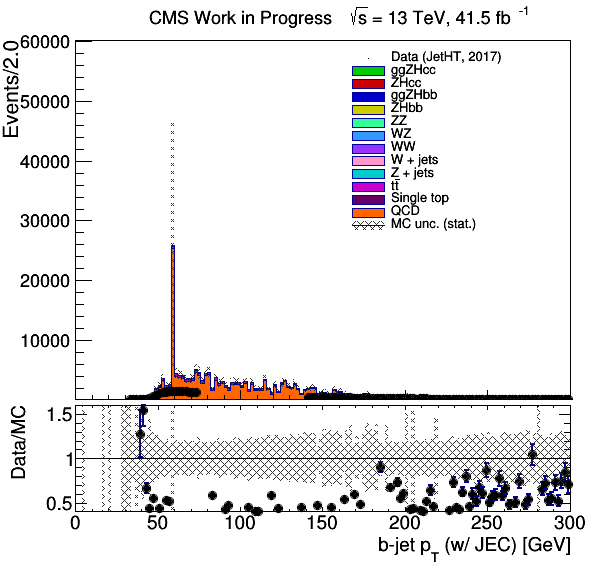 CMS Work in Progress √s = 13 TeV, 41.5 fb⁻¹
Events/2.0
60000
50000
40000
30000
20000
10000
Data (JetHT, 2017)
ggZHcc
ZHcc
ggZHbb
ZHbb
ZZ
WZ
WW
W + jets
Z + jets
tt̄
Single top
QCD
MC unc. (stat.)
Data/MC
1.5
1
0.5
0 50 100 150 200 250 300
b-jet p_T (w/ JEC) [GeV]